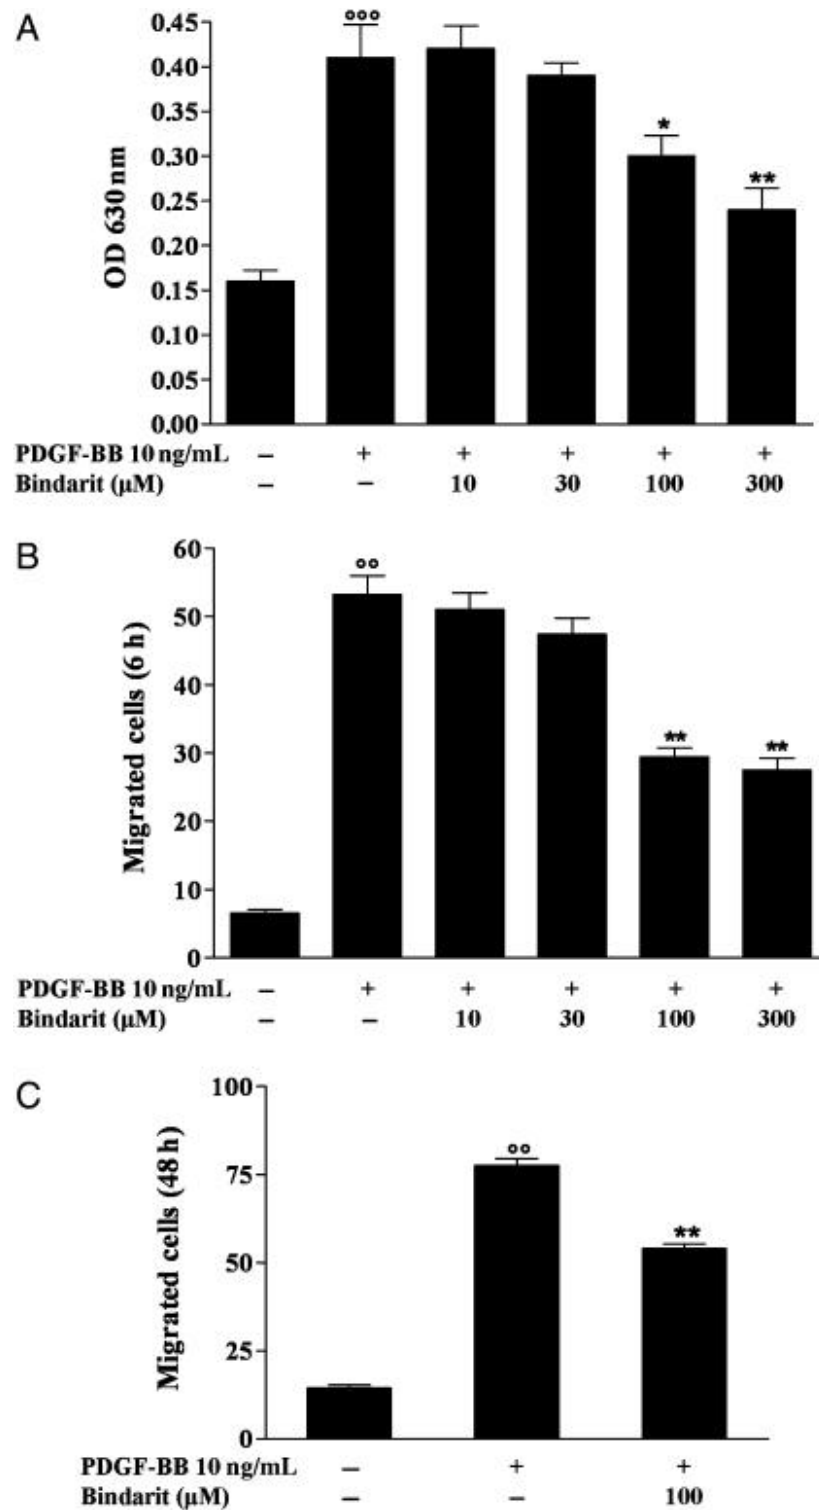 A
OD 630 nm
0.45
0.40
0.35
0.30
0.25
0.20
0.15
0.10
0.05
0.00
°°°
*
**
PDGF-BB 10 ng/mL – + + + + +
Bindarit (µM) – – 10 30 100 300
B
Migrated cells (6 h)
60
50
40
30
20
10
0
°°
**
**
PDGF-BB 10 ng/mL – + + + + +
Bindarit (µM) – – 10 30 100 300
C
Migrated cells (48 h)
100
75
50
25
0
°°
**
PDGF-BB 10 ng/mL – + +
Bindarit (µM) – – 100